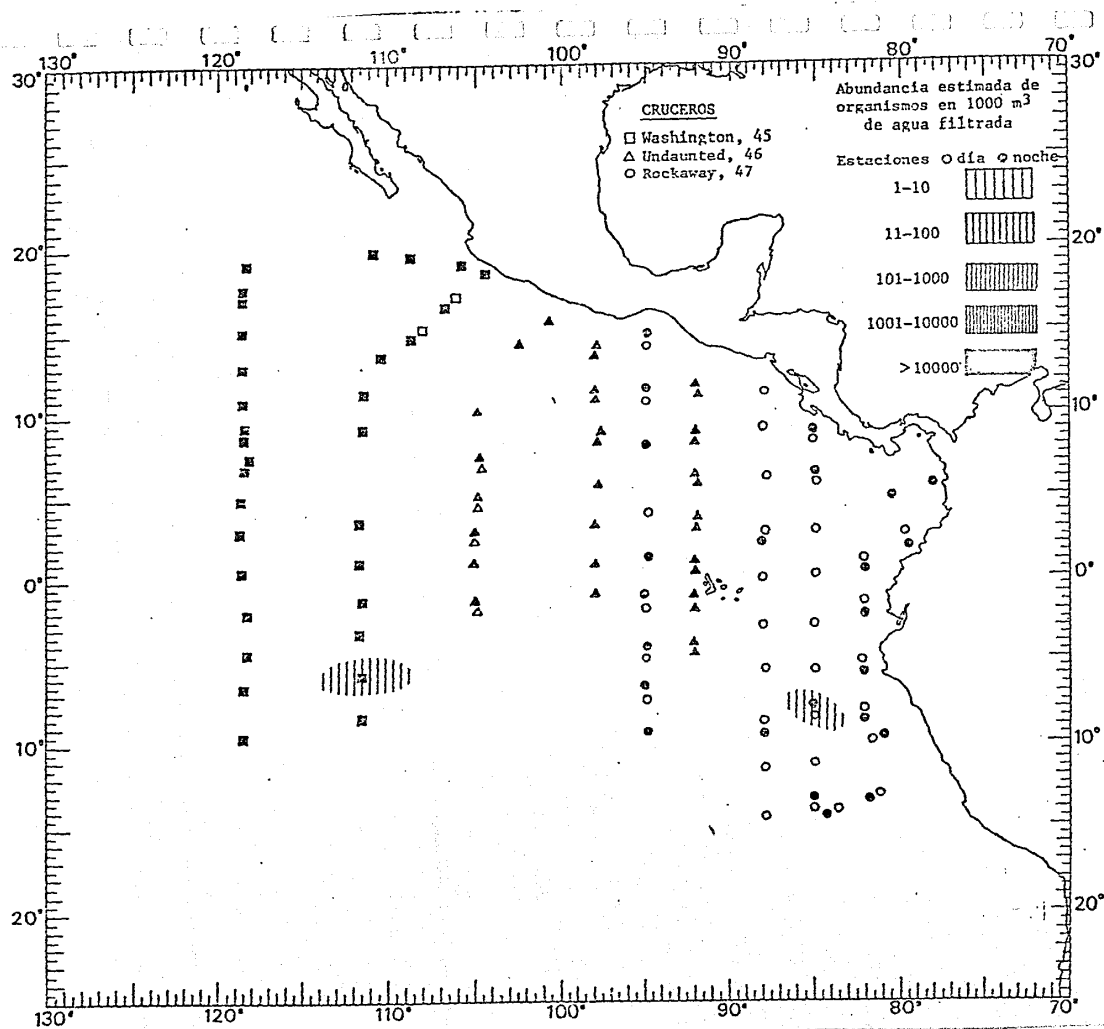 120° 110° 100° 90° 80° 70°
30° 30°
CRUCEROS
□ Washington, 45
△ Undaunted, 46
○ Rockaway, 47
Abundancia estimada de
organismos en 1000 m³
de agua filtrada
Estaciones ○ día ● noche
1-10
11-100
101-1000
1001-10000
>10000
20° 20°
10° 10°
0° 0°
10° 10°
20° 20°
130° 120° 110° 100° 90° 80° 70°